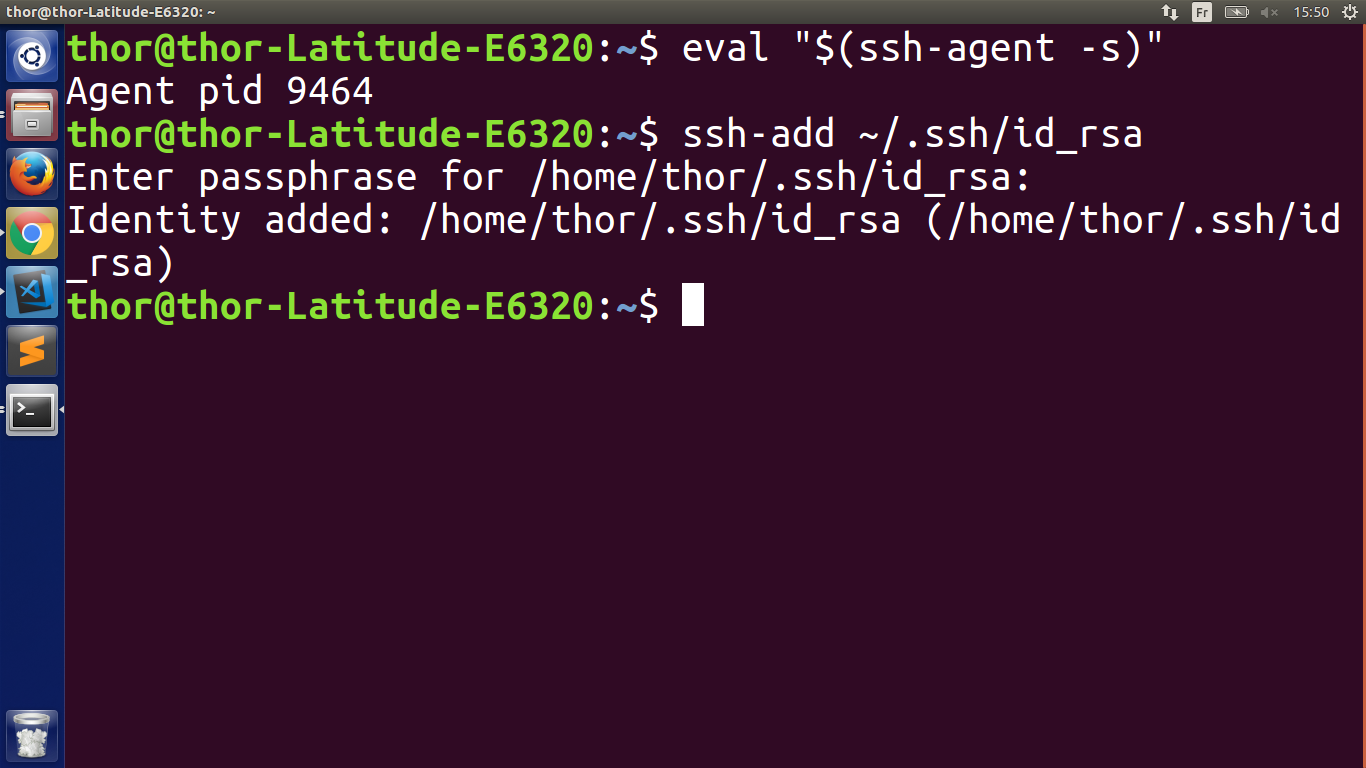 thor@thor-Latitude-E6320: ~
Fr
15:50
thor@thor-Latitude-E6320:~$ eval "$(ssh-agent -s)"
Agent pid 9464
thor@thor-Latitude-E6320:~$ ssh-add ~/.ssh/id_rsa
Enter passphrase for /home/thor/.ssh/id_rsa:
Identity added: /home/thor/.ssh/id_rsa (/home/thor/.ssh/id
_rsa)
thor@thor-Latitude-E6320:~$